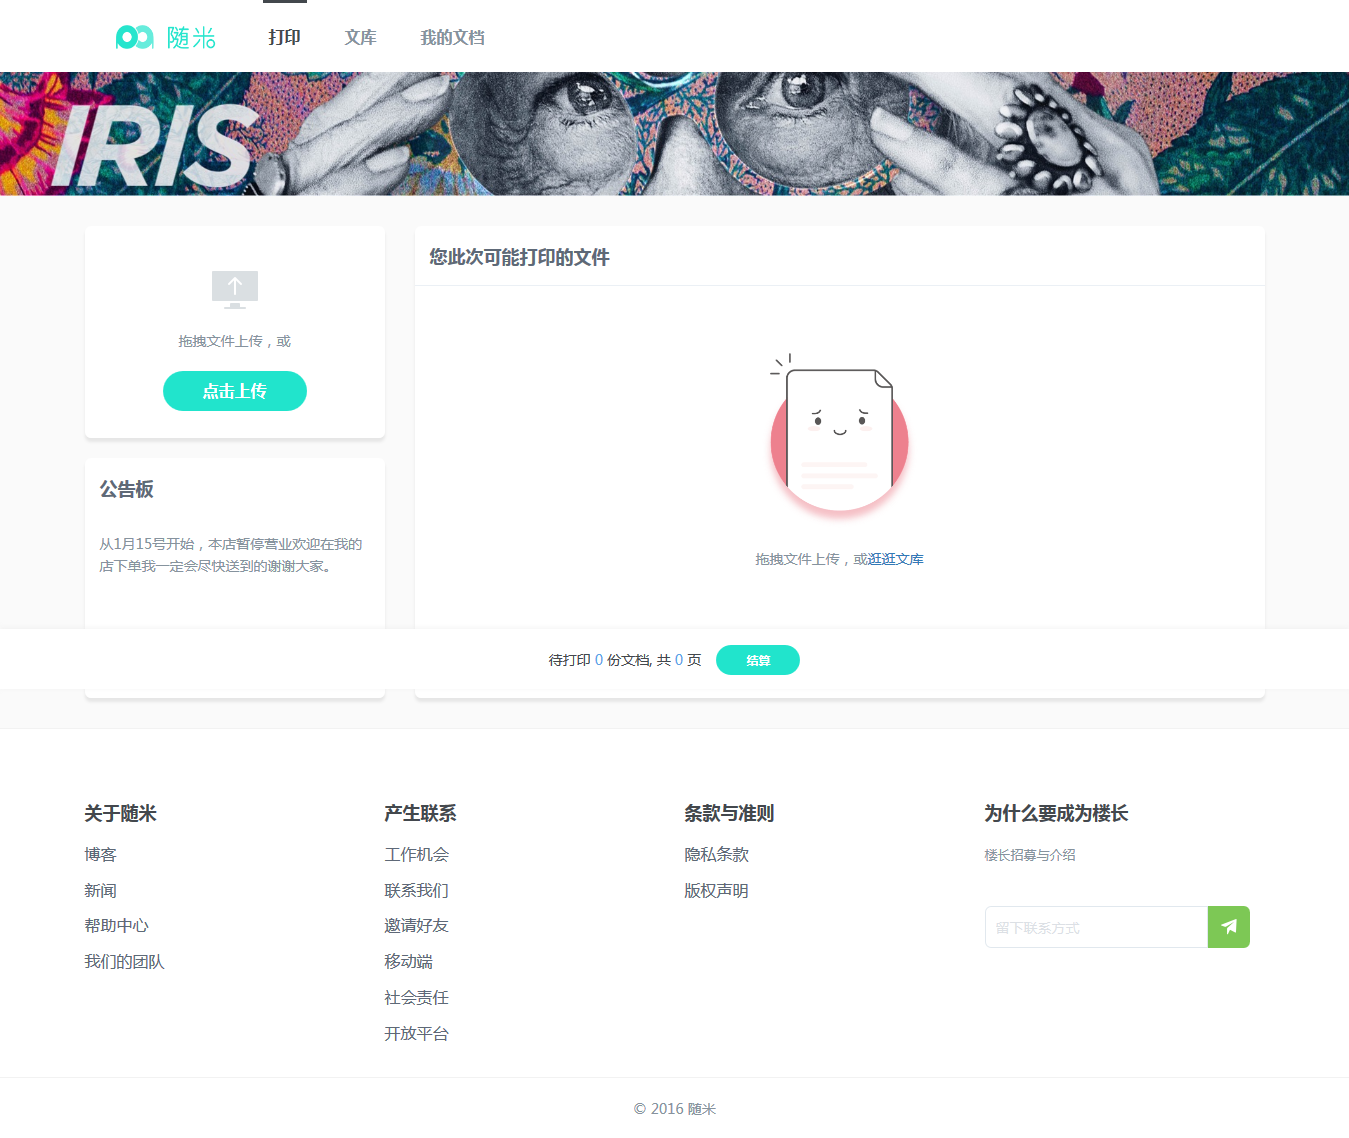 随米
打印
文库
我的文档
IRIS
拖拽文件上传，或
点击上传
公告板
从1月15号开始，本店暂停营业欢迎在我的
店下单我一定会尽快送到的谢谢大家。
您此次可能打印的文件
拖拽文件上传，或逛逛文库
待打印 0 份文档, 共 0 页
结算
关于随米
博客
新闻
帮助中心
我们的团队
产生联系
工作机会
联系我们
邀请好友
移动端
社会责任
开放平台
条款与准则
隐私条款
版权声明
为什么要成为楼长
楼长招募与介绍
留下联系方式
© 2016 随米